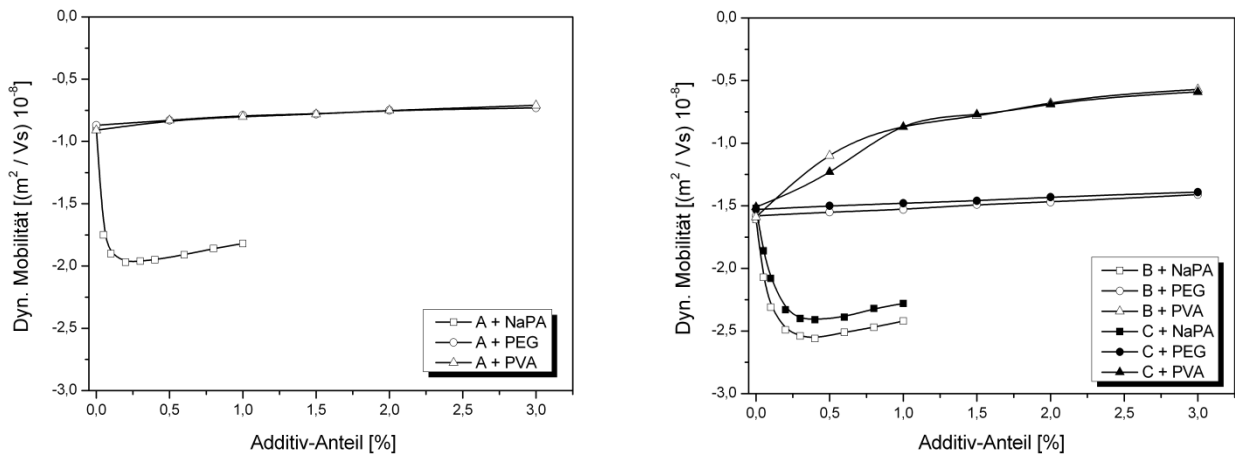 0,0
-0,5
-1,0
-1,5
-2,0
-2,5
-3,0
Dyn. Mobilität [(m² / Vs) 10⁻⁸]
A + NaPA
A + PEG
A + PVA
0,0 0,5 1,0 1,5 2,0 2,5 3,0
Additiv-Anteil [%]
0,0
-0,5
-1,0
-1,5
-2,0
-2,5
-3,0
Dyn. Mobilität [(m² / Vs) 10⁻⁸]
B + NaPA
B + PEG
B + PVA
C + NaPA
C + PEG
C + PVA
0,0 0,5 1,0 1,5 2,0 2,5 3,0
Additiv-Anteil [%]